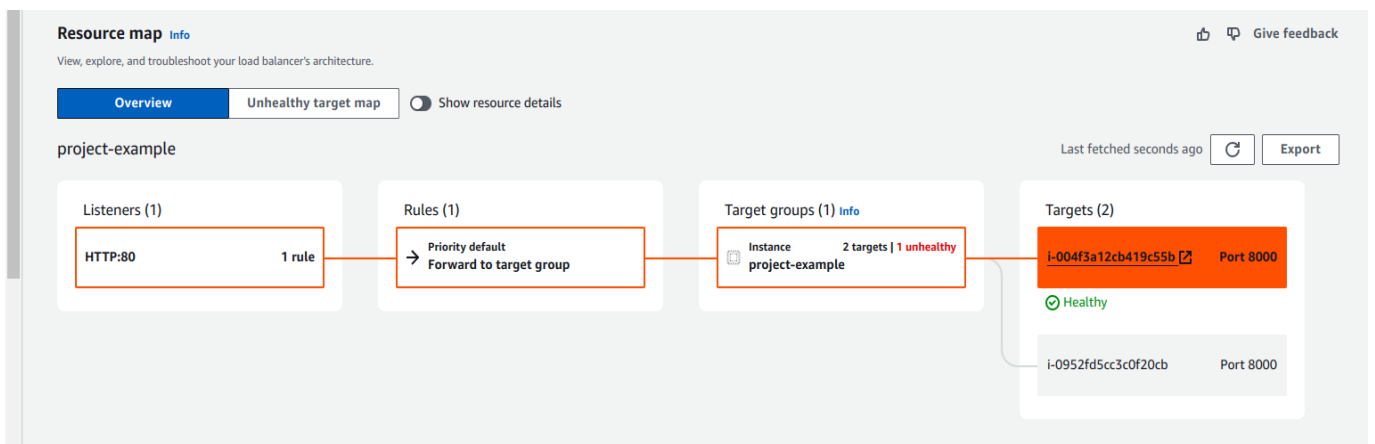 Resource map Info
Give feedback
View, explore, and troubleshoot your load balancer's architecture.
Overview
Unhealthy target map
Show resource details
project-example
Last fetched seconds ago
Export
Listeners (1)
HTTP:80
1 rule
Rules (1)
Priority default
Forward to target group
Target groups (1) Info
Instance
2 targets | 1 unhealthy
project-example
Targets (2)
i-004f3a12cb419c55b
Port 8000
Healthy
i-0952fd5cc3c0f20cb
Port 8000